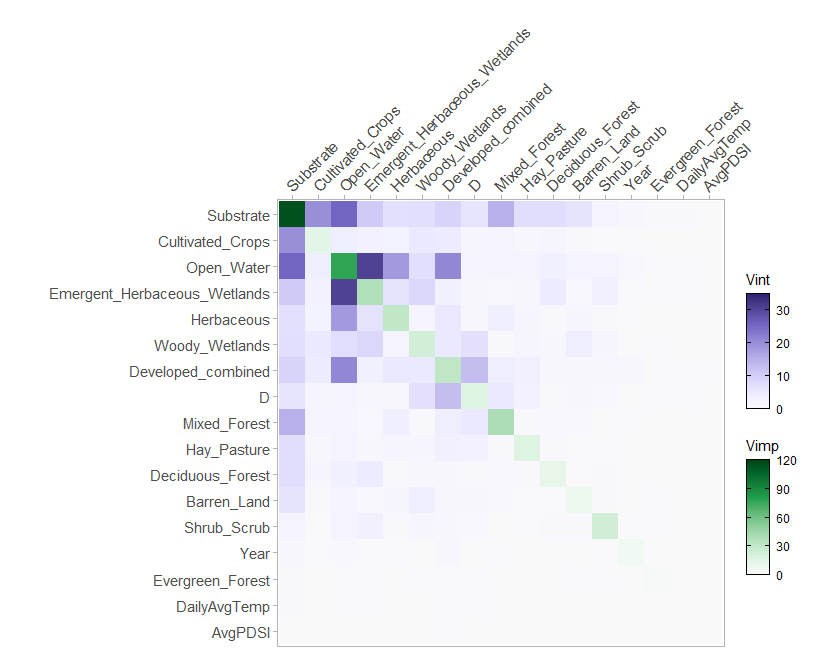 Substrate
Cultivated_Crops
Open_Water
Emergent_Herbaceous_Wetlands
Herbaceous
Woody_Wetlands
Developed_combined
D
Mixed_Forest
Hay_Pasture
Deciduous_Forest
Barren_Land
Shrub_Scrub
Year
Evergreen_Forest
DailyAvgTemp
AvgPDSI
Substrate
Cultivated_Crops
Open_Water
Emergent_Herbaceous_Wetlands
Herbaceous
Woody_Wetlands
Developed_combined
D
Mixed_Forest
Hay_Pasture
Deciduous_Forest
Barren_Land
Shrub_Scrub
Year
Evergreen_Forest
DailyAvgTemp
AvgPDSI
Vint
30
20
10
0
Vimp
120
90
60
30
0